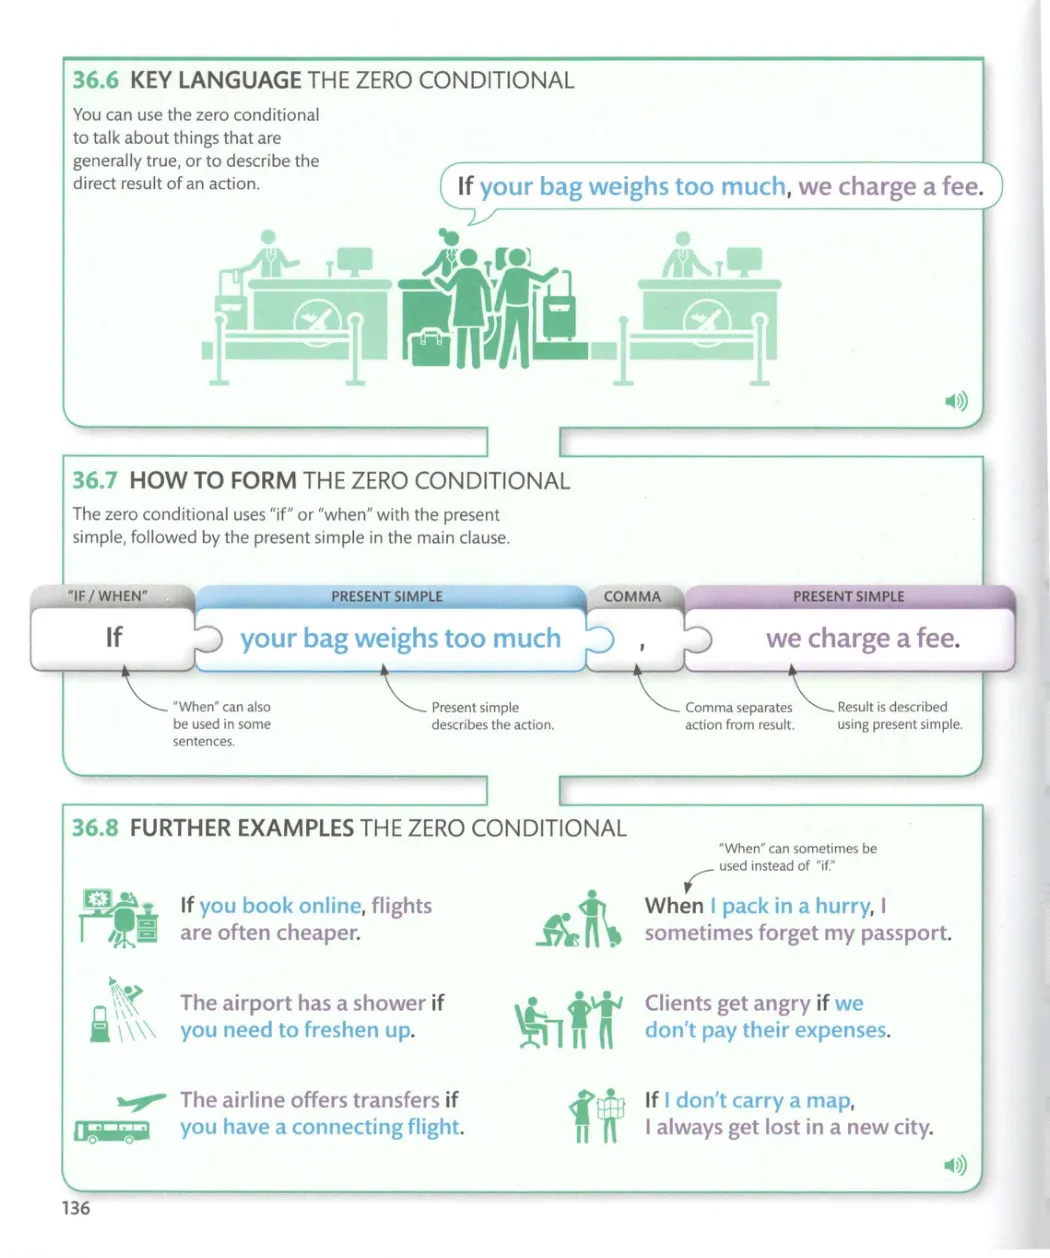 36.6 KEY LANGUAGE THE ZERO CONDITIONAL
You can use the zero conditional
to talk about things that are
generally true, or to describe the
direct result of an action.
If your bag weighs too much, we charge a fee.
36.7 HOW TO FORM THE ZERO CONDITIONAL
The zero conditional uses "if" or "when" with the present
simple, followed by the present simple in the main clause.
"IF / WHEN"
PRESENT SIMPLE
COMMA
PRESENT SIMPLE
If
your bag weighs too much
,
we charge a fee.
"When" can also
be used in some
sentences.
Present simple
describes the action.
Comma separates
action from result.
Result is described
using present simple.
36.8 FURTHER EXAMPLES THE ZERO CONDITIONAL
"When" can sometimes be
used instead of "if."
If you book online, flights
are often cheaper.
When I pack in a hurry, I
sometimes forget my passport.
The airport has a shower if
you need to freshen up.
Clients get angry if we
don't pay their expenses.
The airline offers transfers if
you have a connecting flight.
If I don't carry a map,
I always get lost in a new city.
136